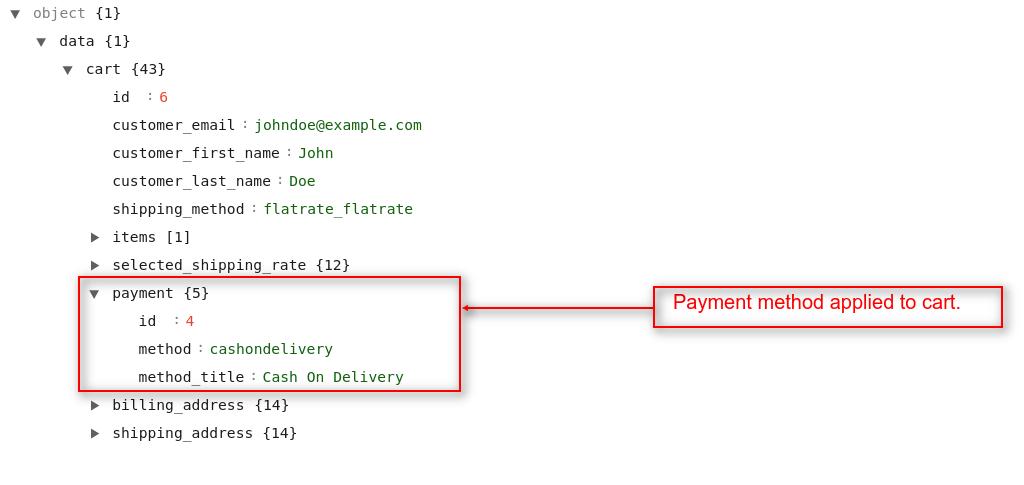 object {1}
data {1}
cart {43}
id : 6
customer_email : johndoe@example.com
customer_first_name : John
customer_last_name : Doe
shipping_method : flatrate_flatrate
items [1]
selected_shipping_rate {12}
payment {5}
Payment method applied to cart.
id : 4
method : cashondelivery
method_title : Cash On Delivery
billing_address {14}
shipping_address {14}